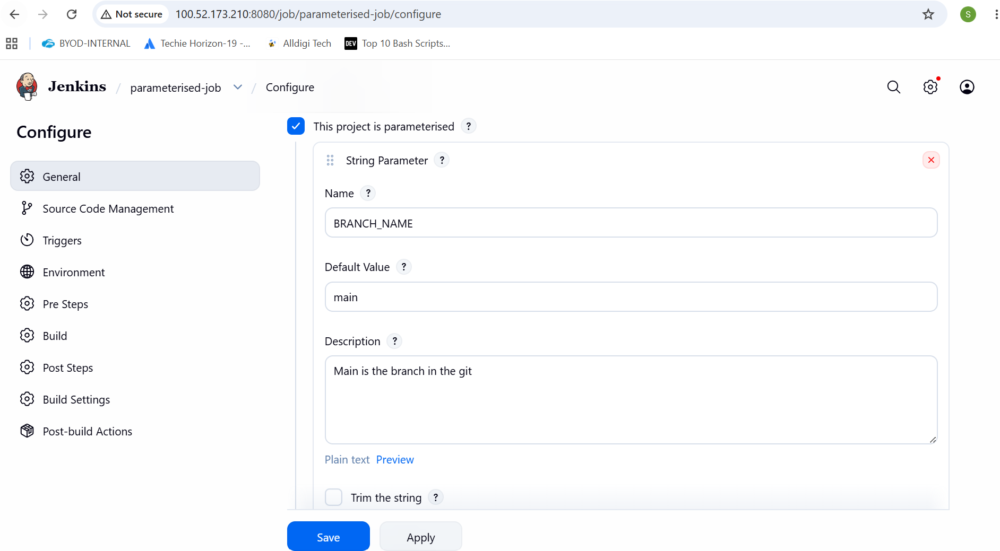 Not secure 100.52.173.210:8080/job/parameterised-job/configure S
BYOD-INTERNAL Techie Horizon-19 -... Alldigi Tech DEV Top 10 Bash Scripts...
Jenkins / parameterised-job / Configure
Configure
General
Source Code Management
Triggers
Environment
Pre Steps
Build
Post Steps
Build Settings
Post-build Actions
This project is parameterised ?
String Parameter ?
Name ?
BRANCH_NAME
Default Value ?
main
Description ?
Main is the branch in the git
Plain text Preview
Trim the string ?
Save Apply